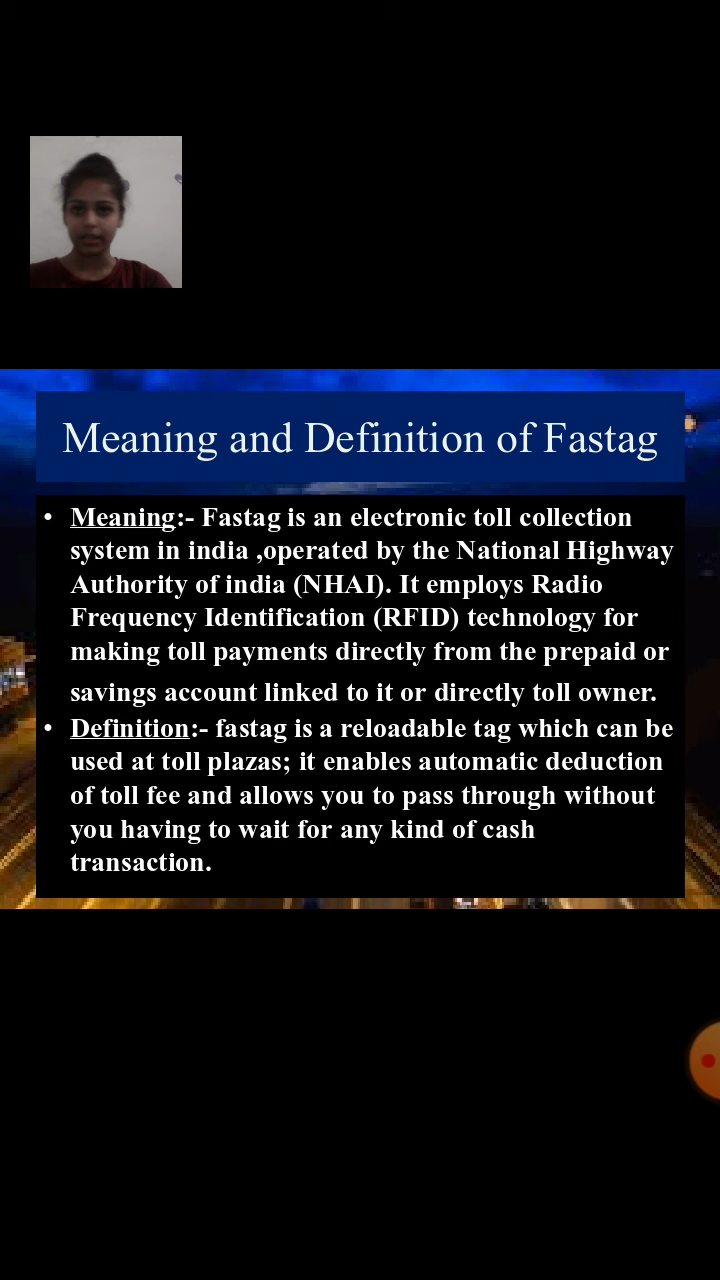 Meaning and Definition of Fastag
• Meaning:- Fastag is an electronic toll collection
system in india ,operated by the National Highway
Authority of india (NHAI). It employs Radio
Frequency Identification (RFID) technology for
making toll payments directly from the prepaid or
savings account linked to it or directly toll owner.
• Definition:- fastag is a reloadable tag which can be
used at toll plazas; it enables automatic deduction
of toll fee and allows you to pass through without
you having to wait for any kind of cash
transaction.